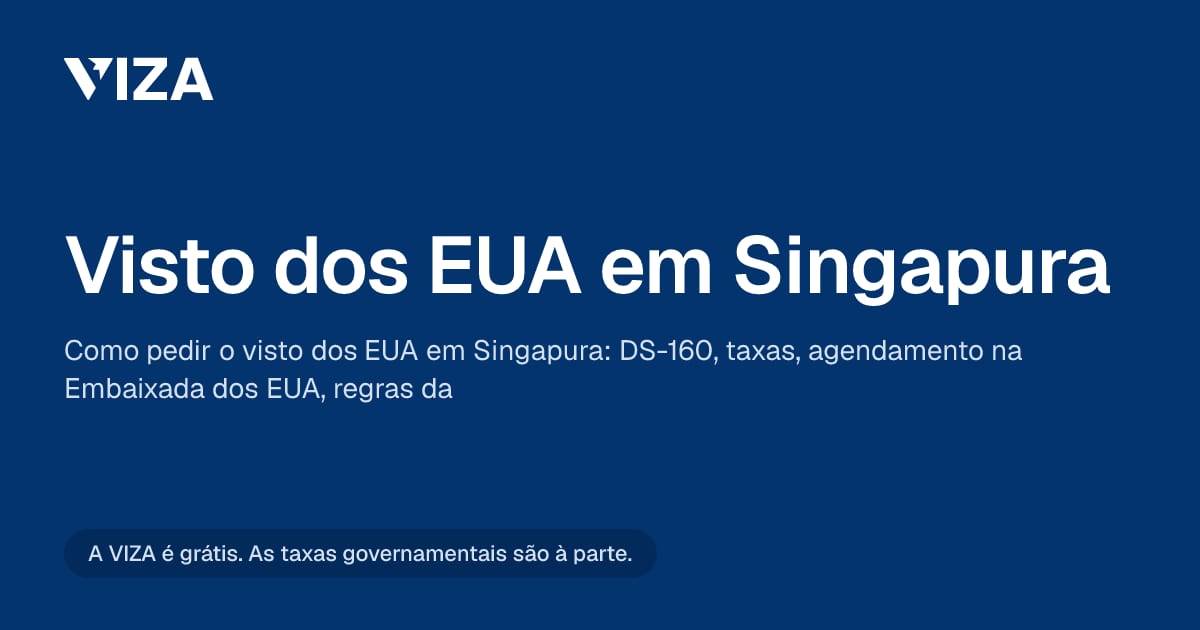 VIZA
Visto dos EUA em Singapura
Como pedir o visto dos EUA em Singapura: DS-160, taxas, agendamento na
Embaixada dos EUA, regras da
A VIZA é grátis. As taxas governamentais são à parte.